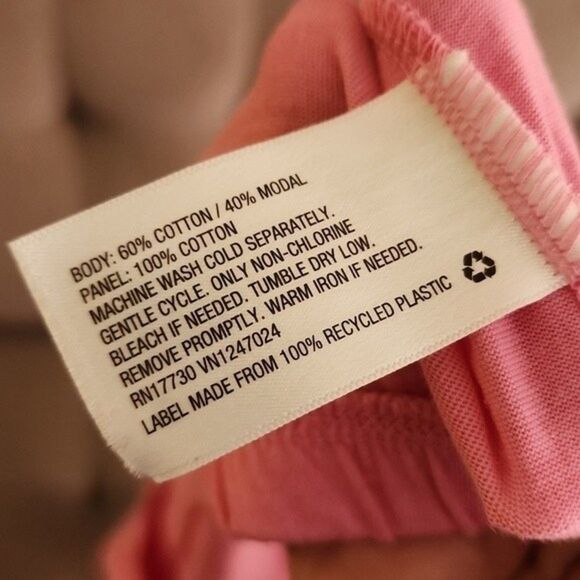 BODY: 60% COTTON / 40% MODAL
PANEL: 100% COTTON
MACHINE WASH COLD SEPARATELY.
GENTLE CYCLE. ONLY NON-CHLORINE
BLEACH IF NEEDED. TUMBLE DRY LOW.
REMOVE PROMPTLY. WARM IRON IF NEEDED.
RN17730 VN1247024
LABEL MADE FROM 100% RECYCLED PLASTIC